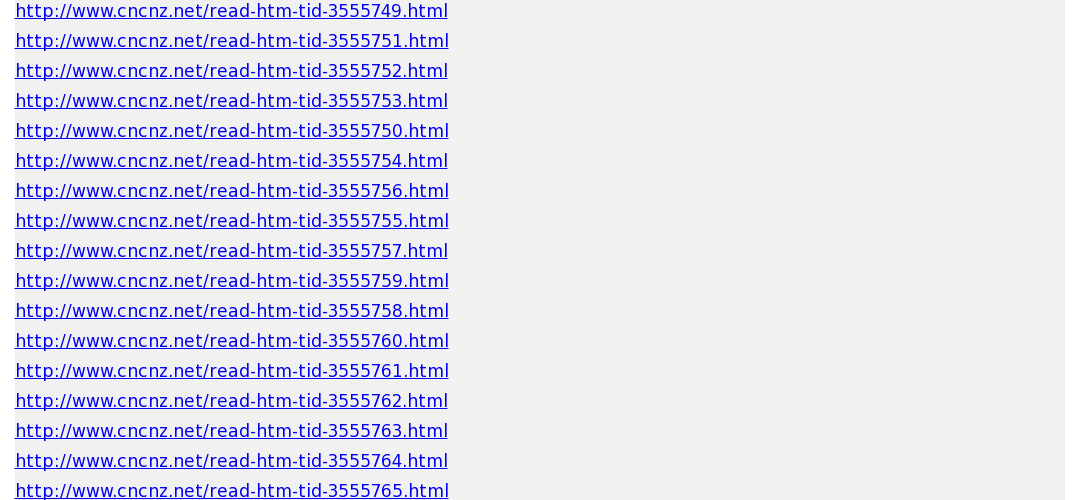 http://www.cncnz.net/read-htm-tid-3555749.html
http://www.cncnz.net/read-htm-tid-3555751.html
http://www.cncnz.net/read-htm-tid-3555752.html
http://www.cncnz.net/read-htm-tid-3555753.html
http://www.cncnz.net/read-htm-tid-3555750.html
http://www.cncnz.net/read-htm-tid-3555754.html
http://www.cncnz.net/read-htm-tid-3555756.html
http://www.cncnz.net/read-htm-tid-3555755.html
http://www.cncnz.net/read-htm-tid-3555757.html
http://www.cncnz.net/read-htm-tid-3555759.html
http://www.cncnz.net/read-htm-tid-3555758.html
http://www.cncnz.net/read-htm-tid-3555760.html
http://www.cncnz.net/read-htm-tid-3555761.html
http://www.cncnz.net/read-htm-tid-3555762.html
http://www.cncnz.net/read-htm-tid-3555763.html
http://www.cncnz.net/read-htm-tid-3555764.html
http://www.cncnz.net/read-htm-tid-3555765.html